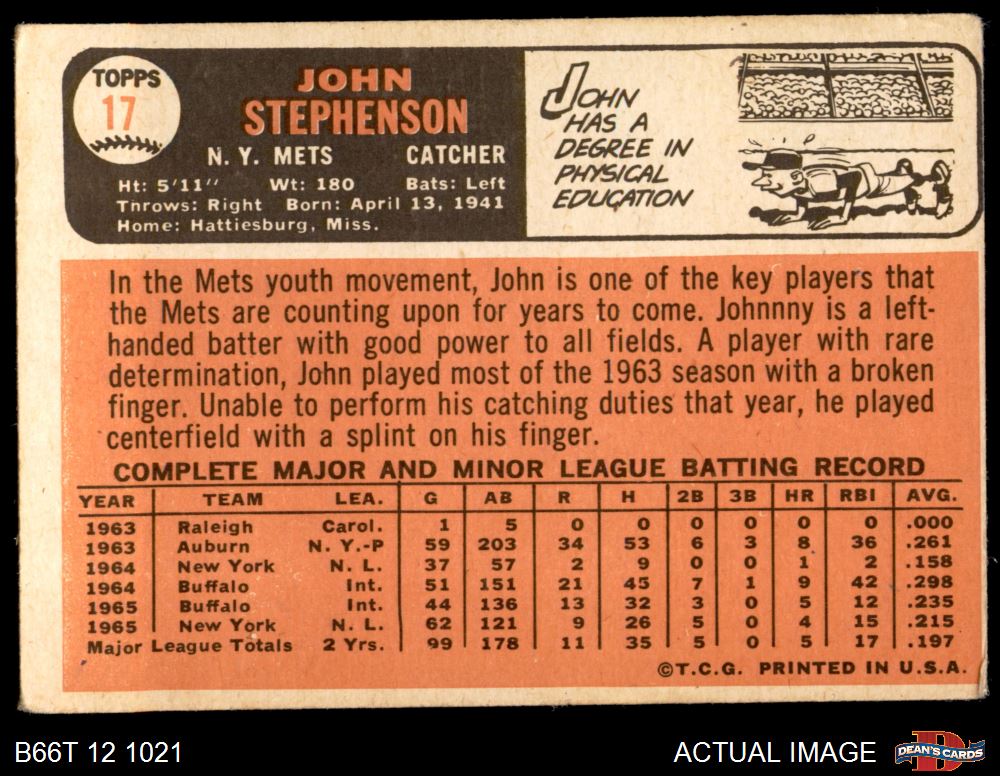 TOPPS
17
JOHN
STEPHENSON
N. Y. METS CATCHER
Ht: 5'11" Wt: 180 Bats: Left
Throws: Right Born: April 13, 1941
Home: Hattiesburg, Miss.
JOHN
HAS A
DEGREE IN
PHYSICAL
EDUCATION
In the Mets youth movement, John is one of the key players that
the Mets are counting upon for years to come. Johnnny is a left-
handed batter with good power to all fields. A player with rare
determination, John played most of the 1963 season with a broken
finger. Unable to perform his catching duties that year, he played
centerfield with a splint on his finger.
COMPLETE MAJOR AND MINOR LEAGUE BATTING RECORD
YEAR TEAM LEA. G AB R H 2B 3B HR RBI AVG.
1963 Raleigh Carol. 1 5 0 0 0 0 0 0 .000
1963 Auburn N. Y.-P 59 203 34 53 6 3 8 36 .261
1964 New York N. L. 37 57 2 9 0 0 1 2 .158
1964 Buffalo Int. 51 151 21 45 7 1 9 42 .298
1965 Buffalo Int. 44 136 13 32 3 0 5 12 .235
1965 New York N. L. 62 121 9 26 5 0 4 15 .215
Major League Totals 2 Yrs. 99 178 11 35 5 0 5 17 .197
©T.C.G. PRINTED IN U.S.A.
B66T 12 1021
ACTUAL IMAGE
DEAN'S CARDS